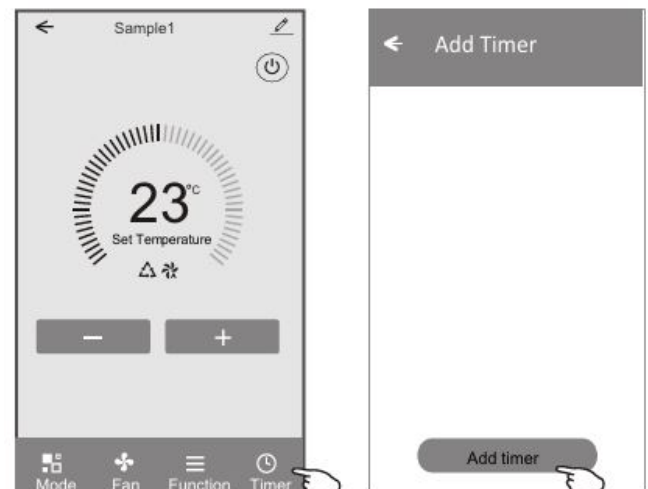 Sample1
23°C
Set Temperature
Mode Fan Function Timer
Add Timer
Add timer